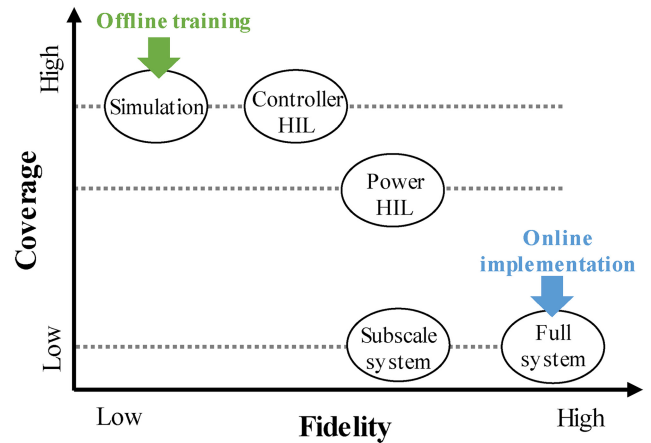 Offline training
High
Simulation
Controller
HIL
Coverage
Power
HIL
Online
implementation
Low
Subscale
system
Full
system
Low
Fidelity
High